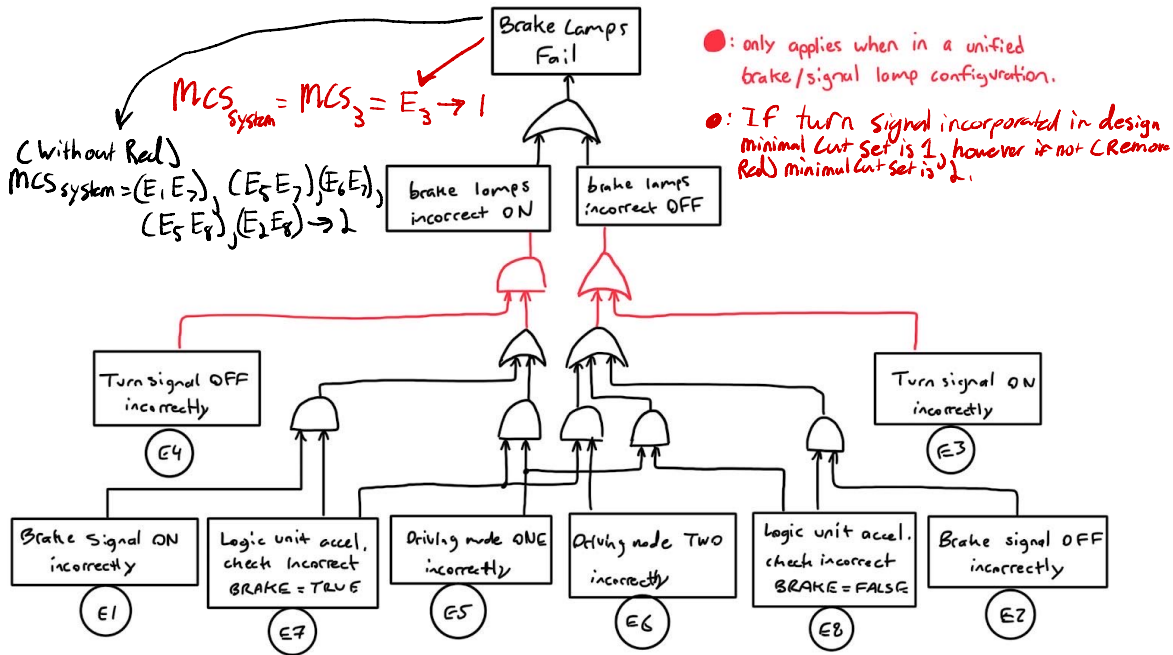 Brake Lamps
Fail
●: only applies when in a unified
brake/signal lamp configuration.
●: If turn signal incorporated in design
minimal cut set is 1, however if not (Remove
Red) minimal cut set is 2.
MCS system = MCS 3 = E3 → 1
(Without Red)
MCS system = (E1 E7), (E5 E7), (E6 E7),
(E5 E8), (E2 E8) → 2
brake lamps
incorrect ON
brake lamps
incorrect OFF
Turn signal OFF
incorrectly
E4
Turn signal ON
incorrectly
E3
Brake Signal ON
incorrectly
E1
Logic unit accel.
check incorrect
BRAKE = TRUE
E7
Driving mode ONE
incorrectly
E5
Driving mode TWO
incorrectly
E6
Logic unit accel.
check incorrect
BRAKE = FALSE
E8
Brake signal OFF
incorrectly
E2